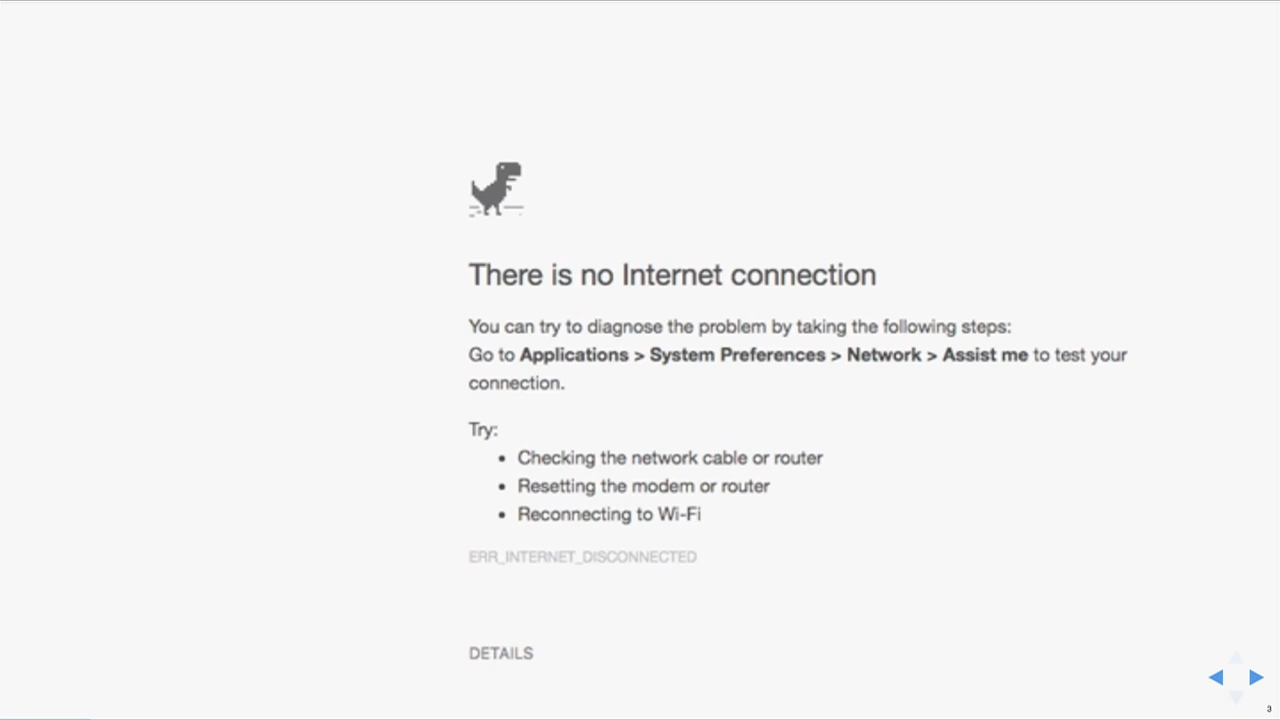 There is no Internet connection
You can try to diagnose the problem by taking the following steps:
Go to Applications > System Preferences > Network > Assist me to test your
connection.
Try:
• Checking the network cable or router
• Resetting the modem or router
• Reconnecting to Wi-Fi
ERR_INTERNET_DISCONNECTED
DETAILS
3